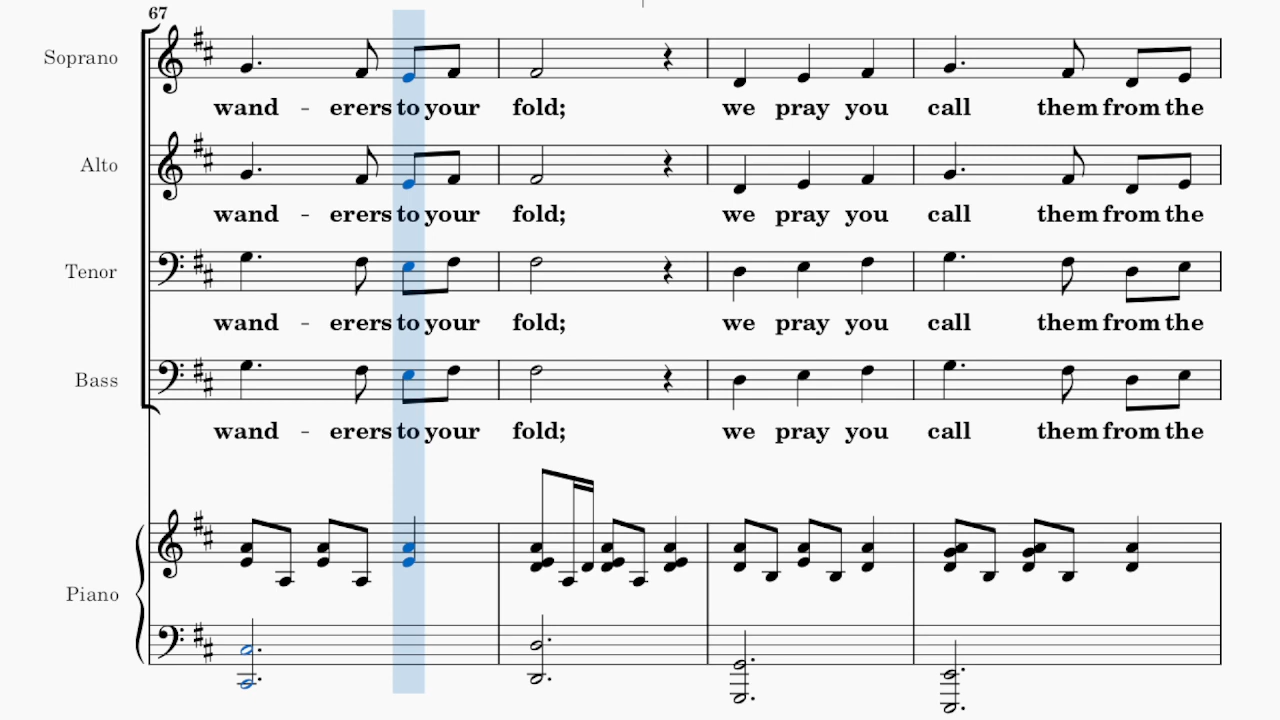 67
Soprano
wand - erers to your fold; we pray you call them from the
Alto
wand - erers to your fold; we pray you call them from the
Tenor
wand - erers to your fold; we pray you call them from the
Bass
wand - erers to your fold; we pray you call them from the
Piano